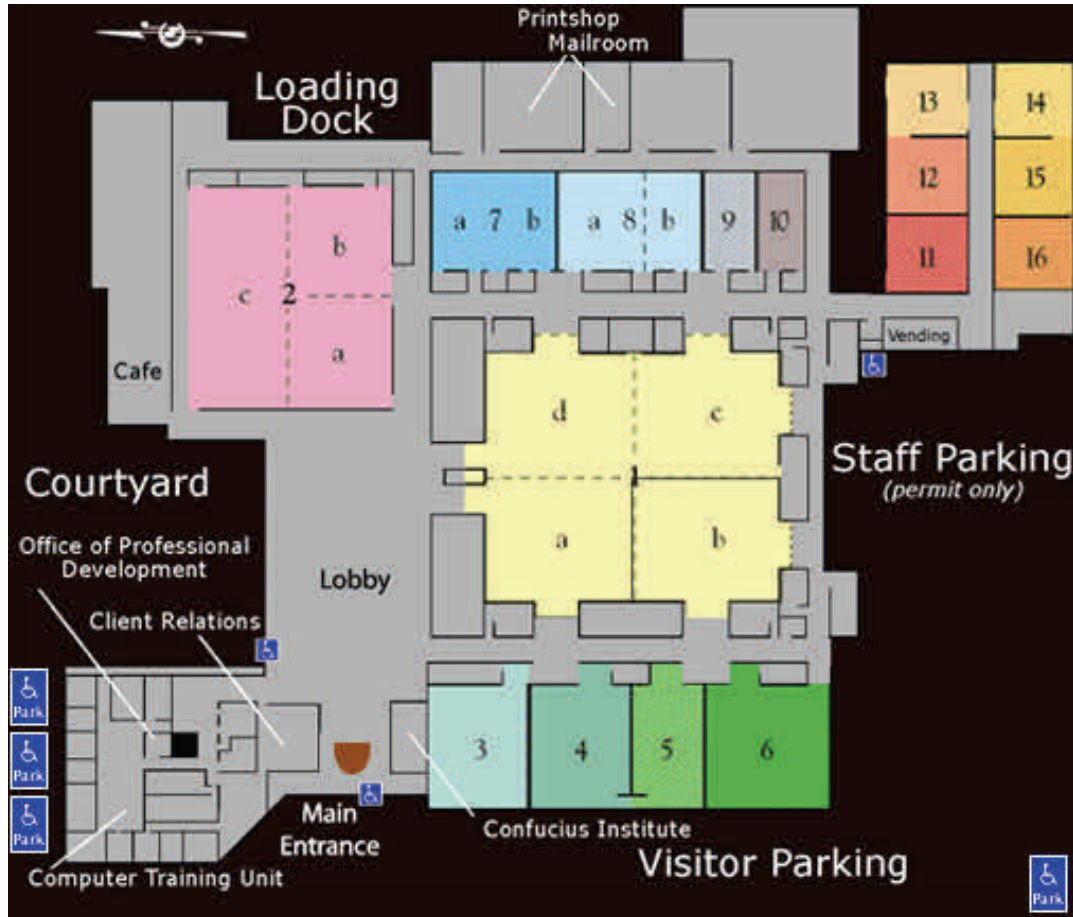 Printshop
Mailroom
Loading
Dock
13
14
12
15
11
16
a 7 b
a 8 b
9
10
b
c 2
a
Vending
Cafe
d
c
a
b
Staff Parking
(permit only)
Courtyard
Office of Professional
Development
Lobby
Client Relations
Park
Park
Park
3
4
5
6
Main
Entrance
Confucius Institute
Visitor Parking
Computer Training Unit
Park